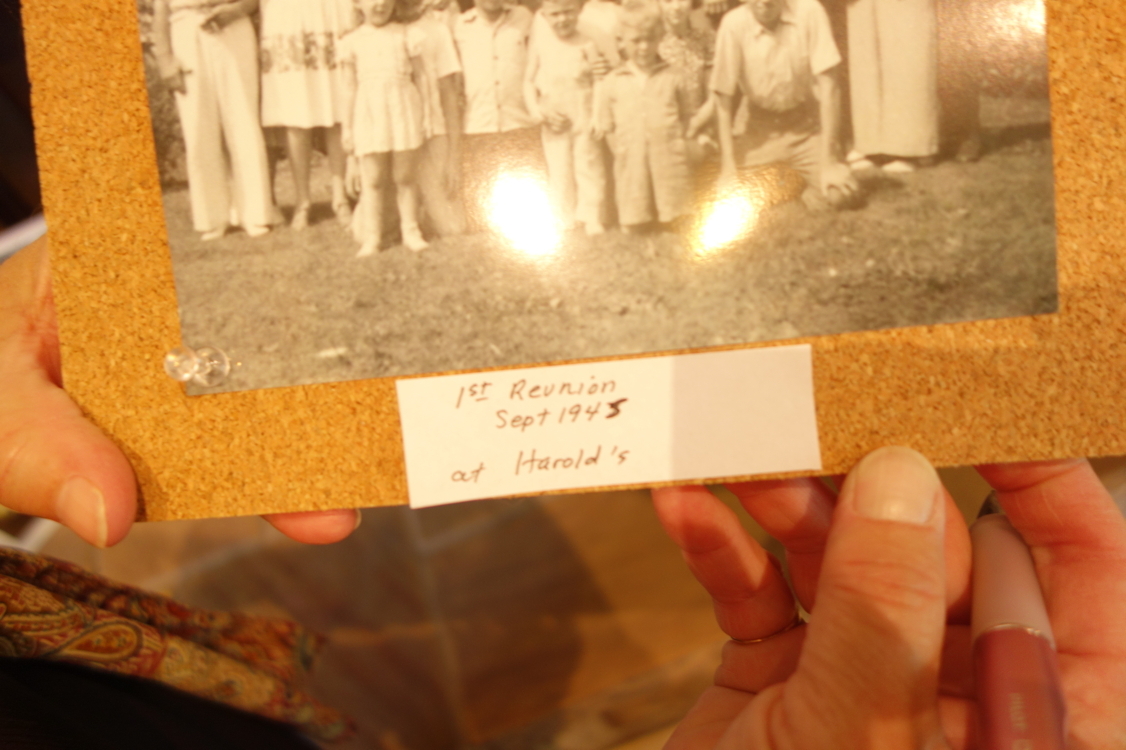 1st Reunion
Sept 1945
at Harold's